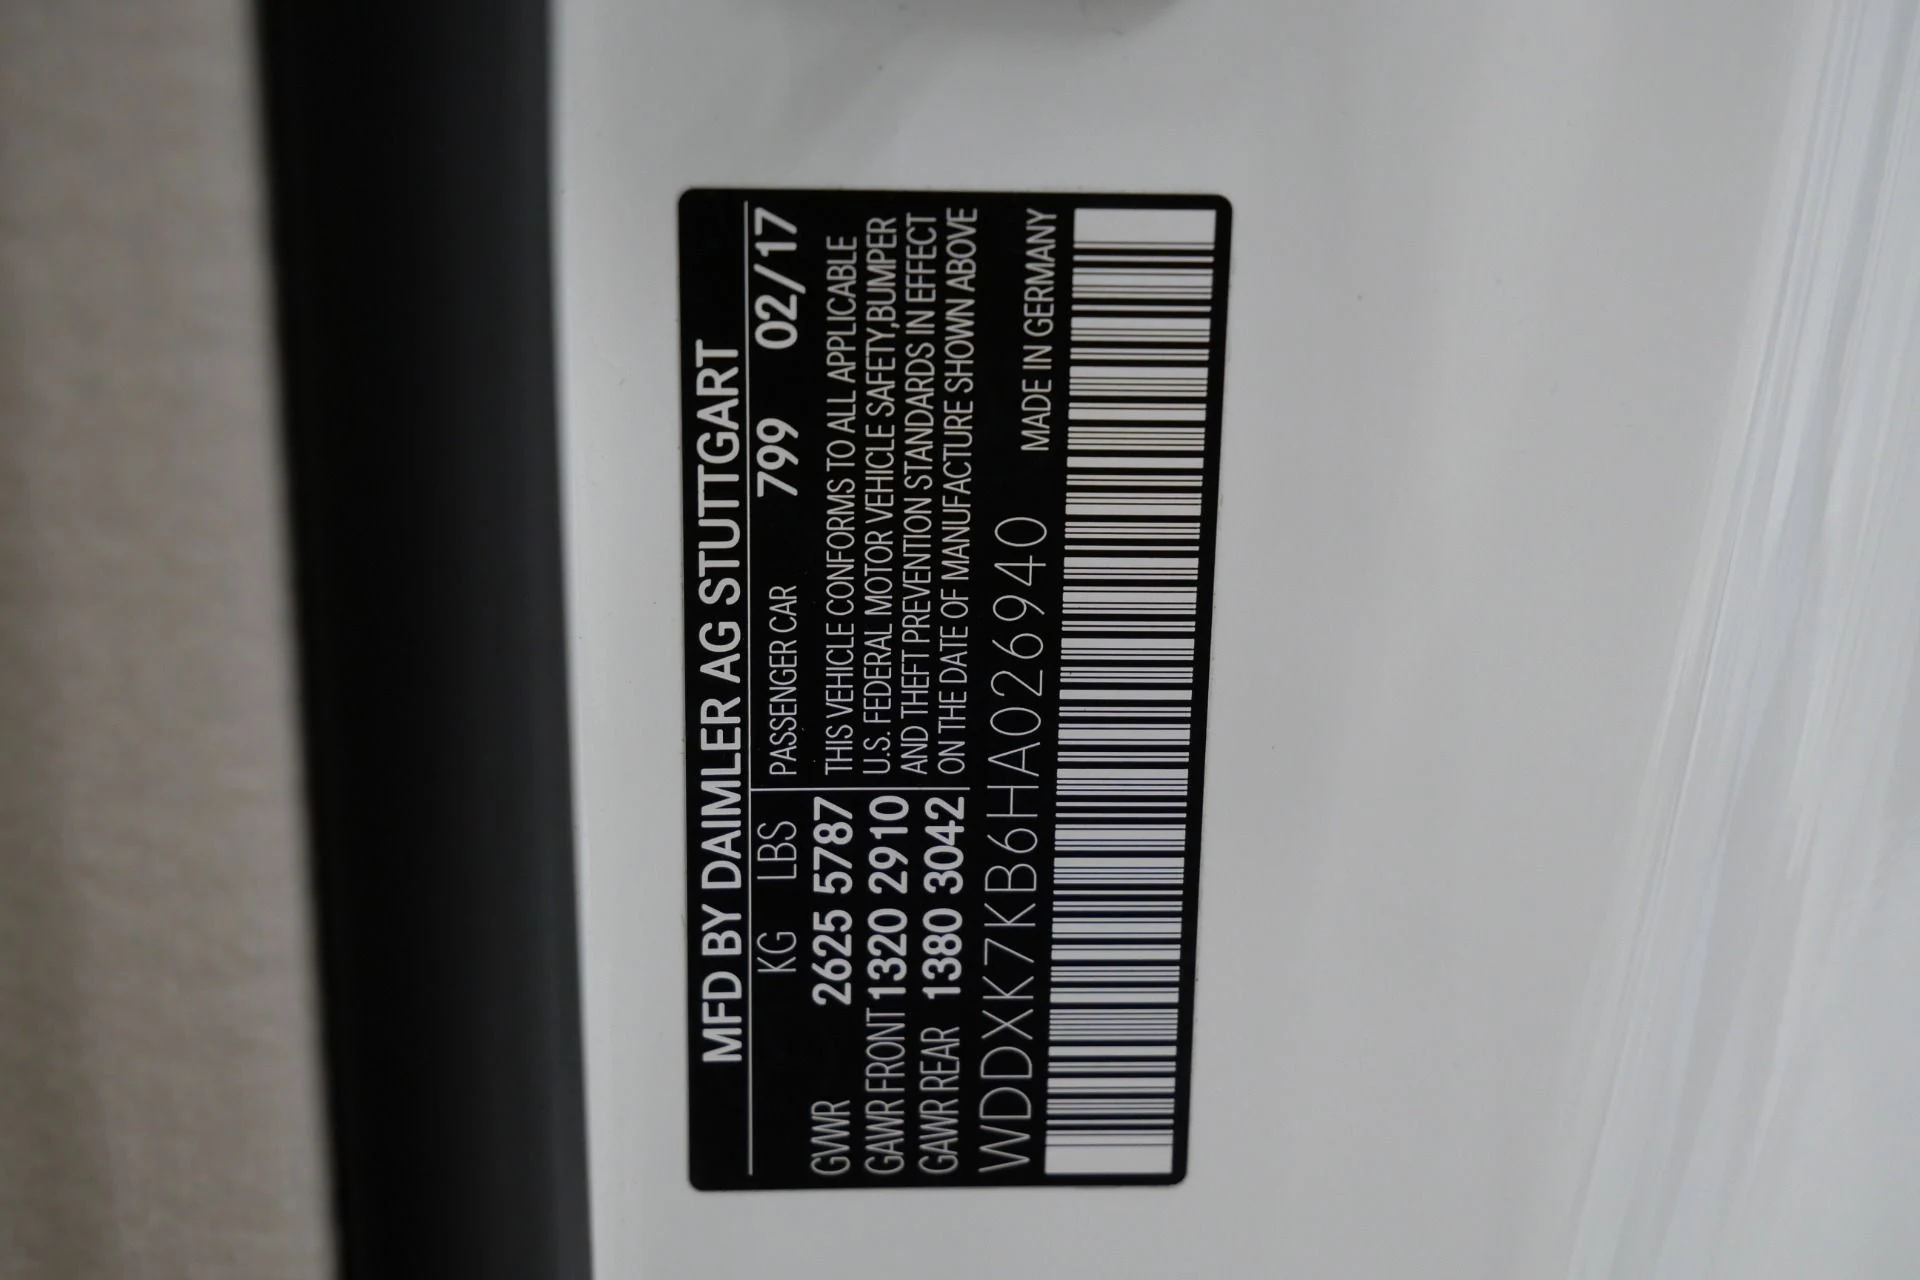 MFD BY DAIMLER AG STUTTGART
KG LBS PASSENGER CAR 799 02/17
GVWR 2625 5787 THIS VEHICLE CONFORMS TO ALL APPLICABLE
GAWR FRONT 1320 2910 U.S. FEDERAL MOTOR VEHICLE SAFETY,BUMPER
AND THEFT PREVENTION STANDARDS IN EFFECT
GAWR REAR 1380 3042 ON THE DATE OF MANUFACTURE SHOWN ABOVE
WDDXK7KB6HA026940 MADE IN GERMANY